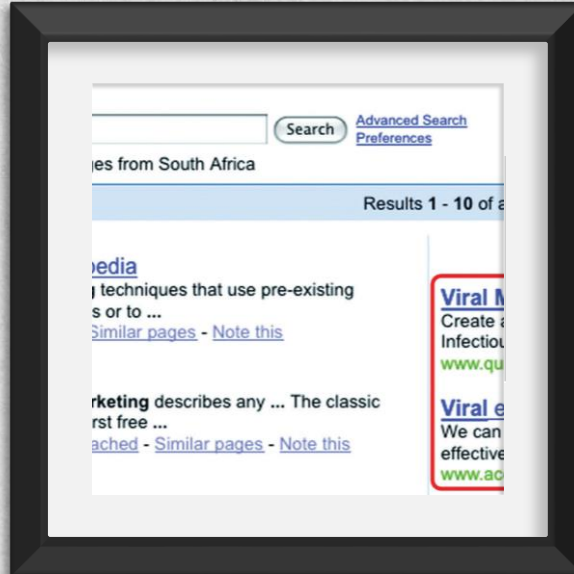 Search
Advanced Search
Preferences
ges from South Africa
Results 1 - 10 of a
pedia
techniques that use pre-existing
s or to ...
Similar pages - Note this
rketing describes any ... The classic
rst free ...
ached - Similar pages - Note this
Viral M
Create a
Infectiou
www.qu
Viral e
We can
effective
www.ac